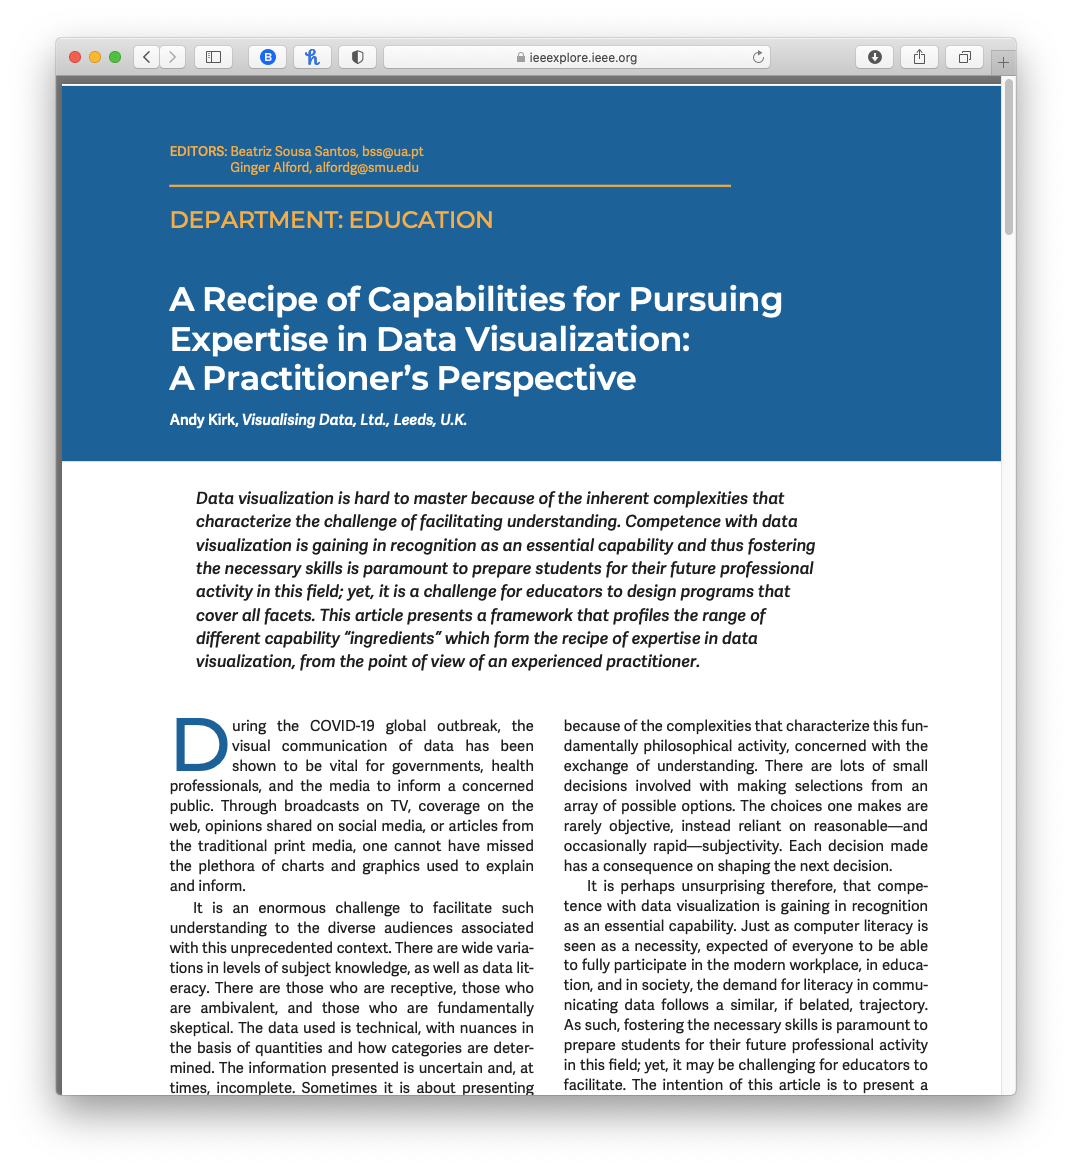 ieeexplore.ieee.org
EDITORS: Beatriz Sousa Santos, bss@ua.pt
Ginger Alford, alfordg@smu.edu
DEPARTMENT: EDUCATION
A Recipe of Capabilities for Pursuing
Expertise in Data Visualization:
A Practitioner’s Perspective
Andy Kirk, Visualising Data, Ltd., Leeds, U.K.
Data visualization is hard to master because of the inherent complexities that
characterize the challenge of facilitating understanding. Competence with data
visualization is gaining in recognition as an essential capability and thus fostering
the necessary skills is paramount to prepare students for their future professional
activity in this field; yet, it is a challenge for educators to design programs that
cover all facets. This article presents a framework that profiles the range of
different capability “ingredients” which form the recipe of expertise in data
visualization, from the point of view of an experienced practitioner.
During the COVID-19 global outbreak, the
visual communication of data has been
shown to be vital for governments, health
professionals, and the media to inform a concerned
public. Through broadcasts on TV, coverage on the
web, opinions shared on social media, or articles from
the traditional print media, one cannot have missed
the plethora of charts and graphics used to explain
and inform.
It is an enormous challenge to facilitate such
understanding to the diverse audiences associated
with this unprecedented context. There are wide varia-
tions in levels of subject knowledge, as well as data lit-
eracy. There are those who are receptive, those who
are ambivalent, and those who are fundamentally
skeptical. The data used is technical, with nuances in
the basis of quantities and how categories are deter-
mined. The information presented is uncertain and, at
times, incomplete. Sometimes it is about presenting
because of the complexities that characterize this fun-
damentally philosophical activity, concerned with the
exchange of understanding. There are lots of small
decisions involved with making selections from an
array of possible options. The choices one makes are
rarely objective, instead reliant on reasonable—and
occasionally rapid—subjectivity. Each decision made
has a consequence on shaping the next decision.
It is perhaps unsurprising therefore, that compe-
tence with data visualization is gaining in recognition
as an essential capability. Just as computer literacy is
seen as a necessity, expected of everyone to be able
to fully participate in the modern workplace, in educa-
tion, and in society, the demand for literacy in commu-
nicating data follows a similar, if belated, trajectory.
As such, fostering the necessary skills is paramount to
prepare students for their future professional activity
in this field; yet, it may be challenging for educators to
facilitate. The intention of this article is to present a